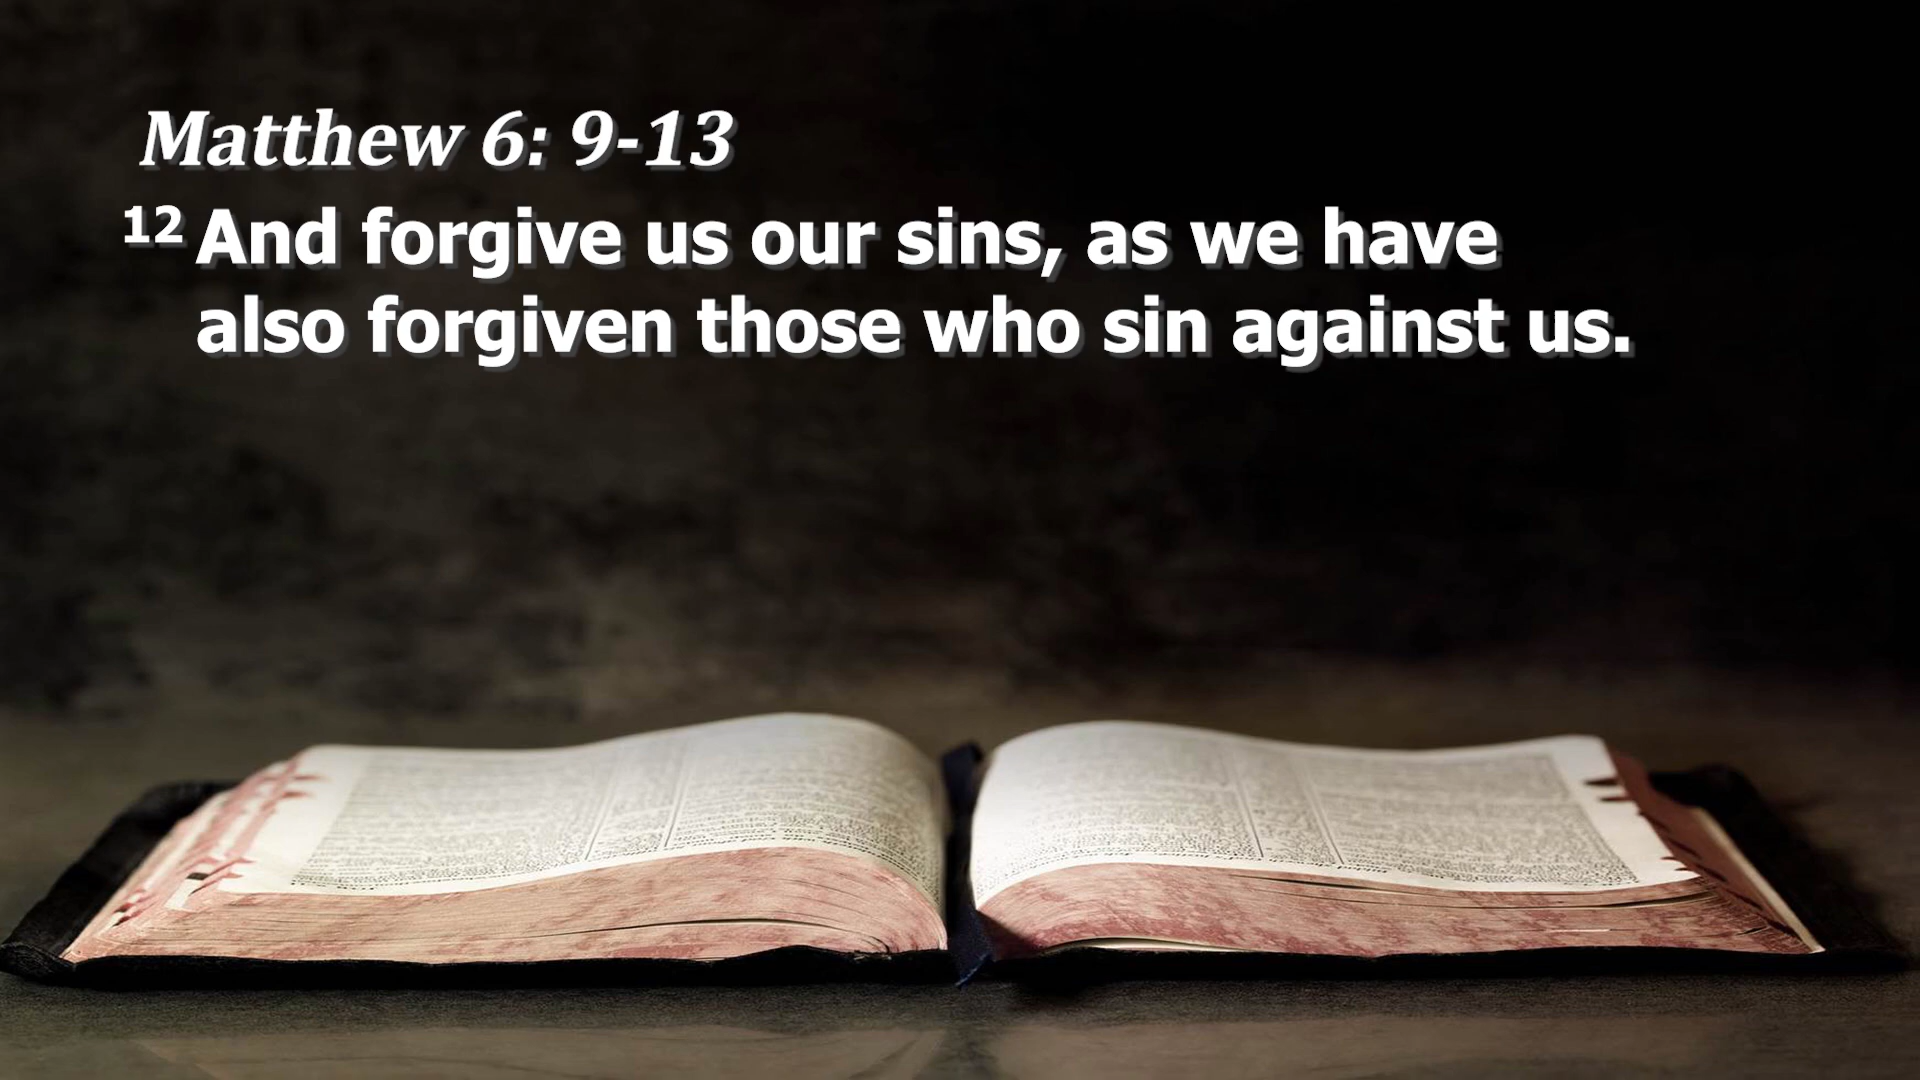 Matthew 6: 9-13
12 And forgive us our sins, as we have
also forgiven those who sin against us.